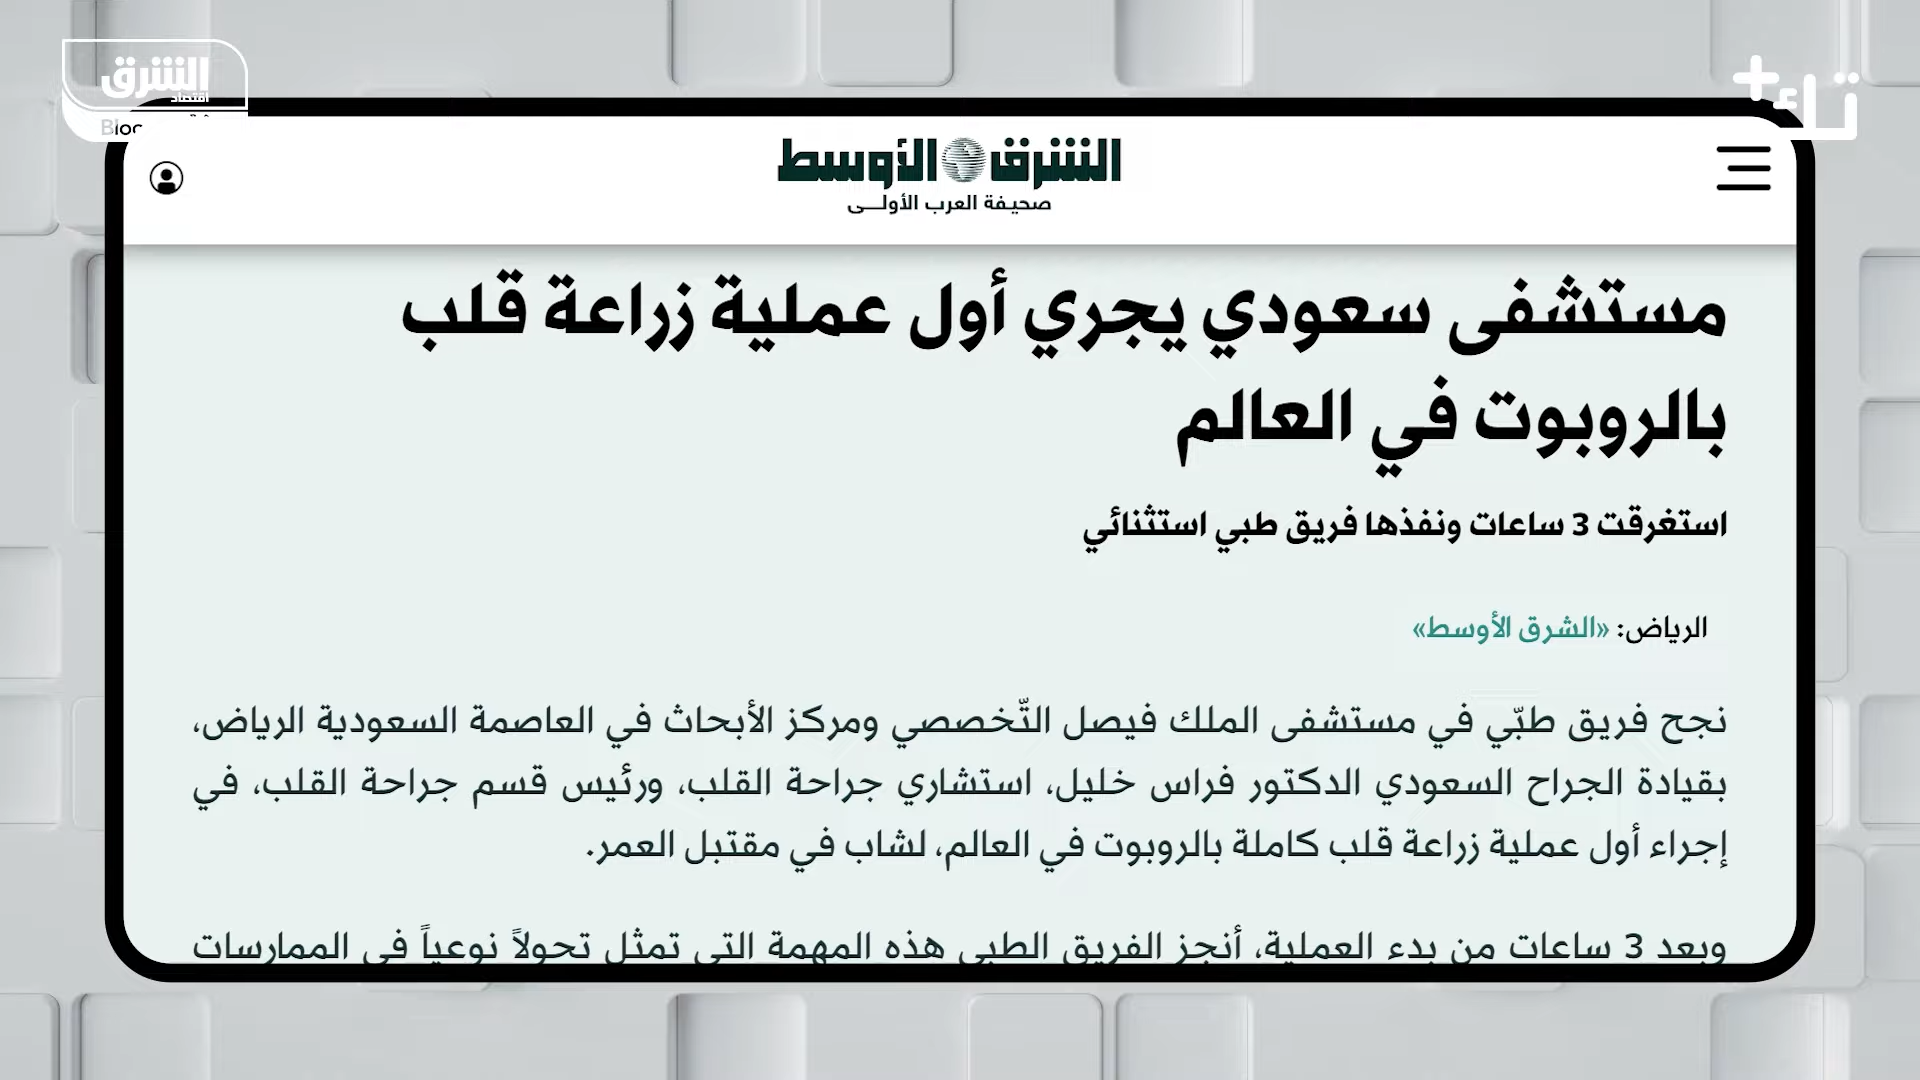 الشرق
اقتصاد
تك+
الشرق الأوسط
صحيفة العرب الأولى
مستشفى سعودي يجري أول عملية زراعة قلب
بالروبوت في العالم
استغرقت 3 ساعات ونفذها فريق طبي استثنائي
الرياض: «الشرق الأوسط»
نجح فريق طبّي في مستشفى الملك فيصل التّخصصي ومركز الأبحاث في العاصمة السعودية الرياض،
بقيادة الجراح السعودي الدكتور فراس خليل، استشاري جراحة القلب، ورئيس قسم جراحة القلب، في
إجراء أول عملية زراعة قلب كاملة بالروبوت في العالم، لشاب في مقتبل العمر.
وبعد 3 ساعات من بدء العملية، أنجز الفريق الطبي هذه المهمة التي تمثل تحولاً نوعياً في الممارسات